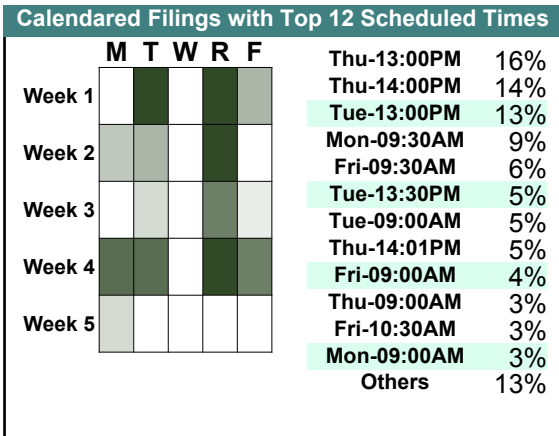 Calendared Filings with Top 12 Scheduled Times
M T W R F
Week 1
Week 2
Week 3
Week 4
Week 5
Thu-13:00PM 16%
Thu-14:00PM 14%
Tue-13:00PM 13%
Mon-09:30AM 9%
Fri-09:30AM 6%
Tue-13:30PM 5%
Tue-09:00AM 5%
Thu-14:01PM 5%
Fri-09:00AM 4%
Thu-09:00AM 3%
Fri-10:30AM 3%
Mon-09:00AM 3%
Others 13%